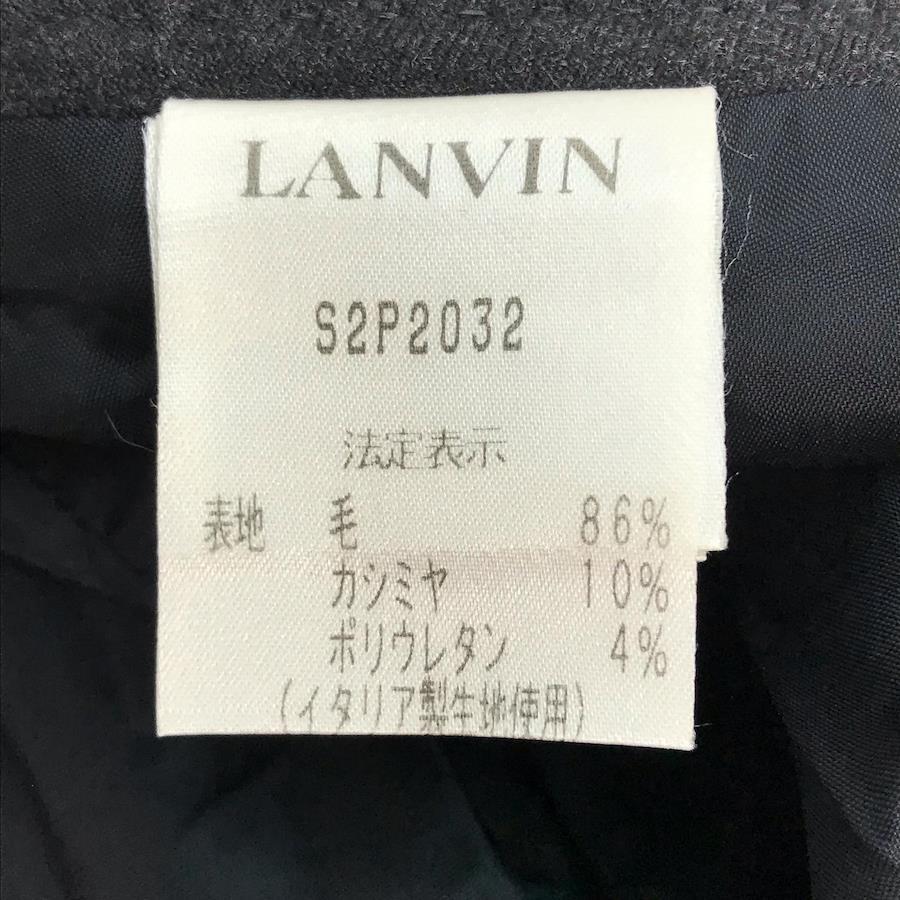 LANVIN
S2P2032
法定表示
表地 毛 86%
カシミヤ 10%
ポリウレタン 4%
(イタリア製生地使用)